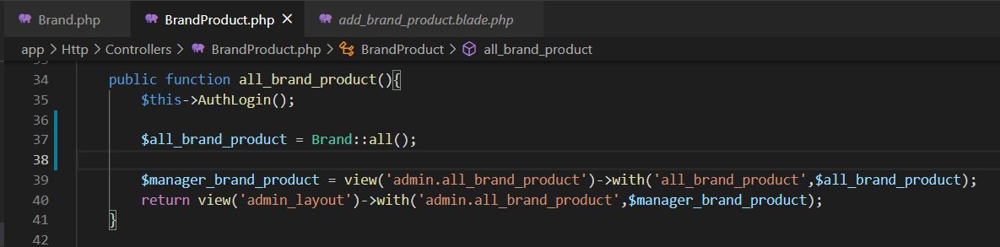 Brand.php BrandProduct.php × add_brand_product.blade.php
app > Http > Controllers > BrandProduct.php > BrandProduct > all_brand_product
34 public function all_brand_product(){
35 $this->AuthLogin();
36
37 $all_brand_product = Brand::all();
38
39 $manager_brand_product = view('admin.all_brand_product')->with('all_brand_product',$all_brand_product);
40 return view('admin_layout')->with('admin.all_brand_product',$manager_brand_product);
41 }
42